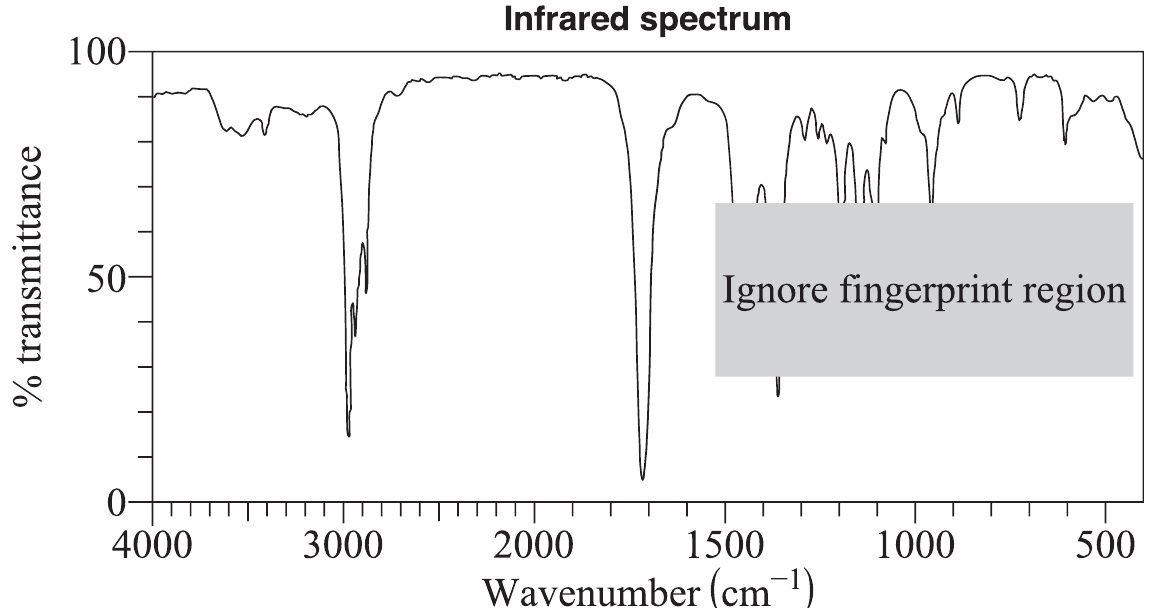 Infrared spectrum
% transmittance
100
50
0
Ignore fingerprint region
4000 3000 2000 1500 1000 500
Wavenumber (cm⁻¹)